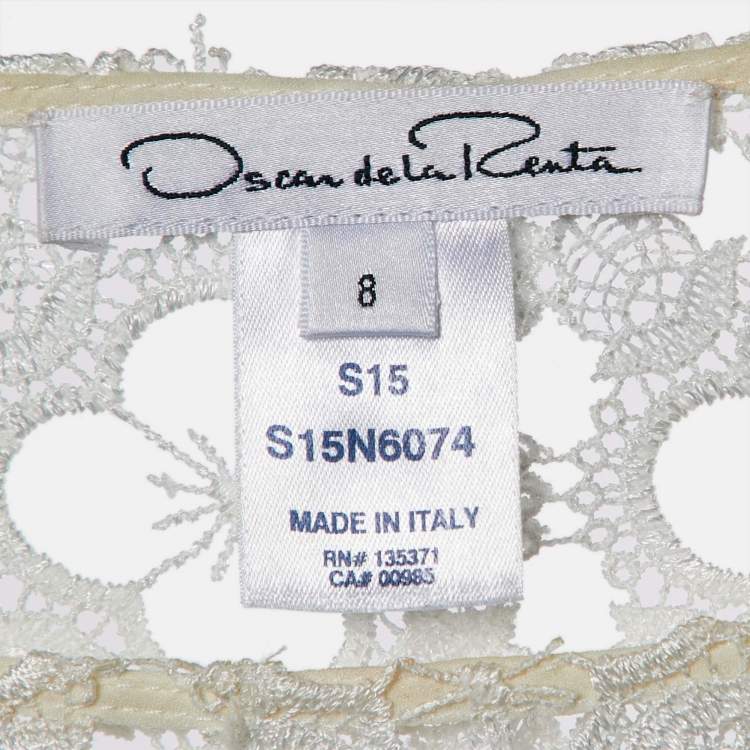 Oscar de la Renta
8
S15
S15N6074
MADE IN ITALY
RN# 135371
CA# 00985